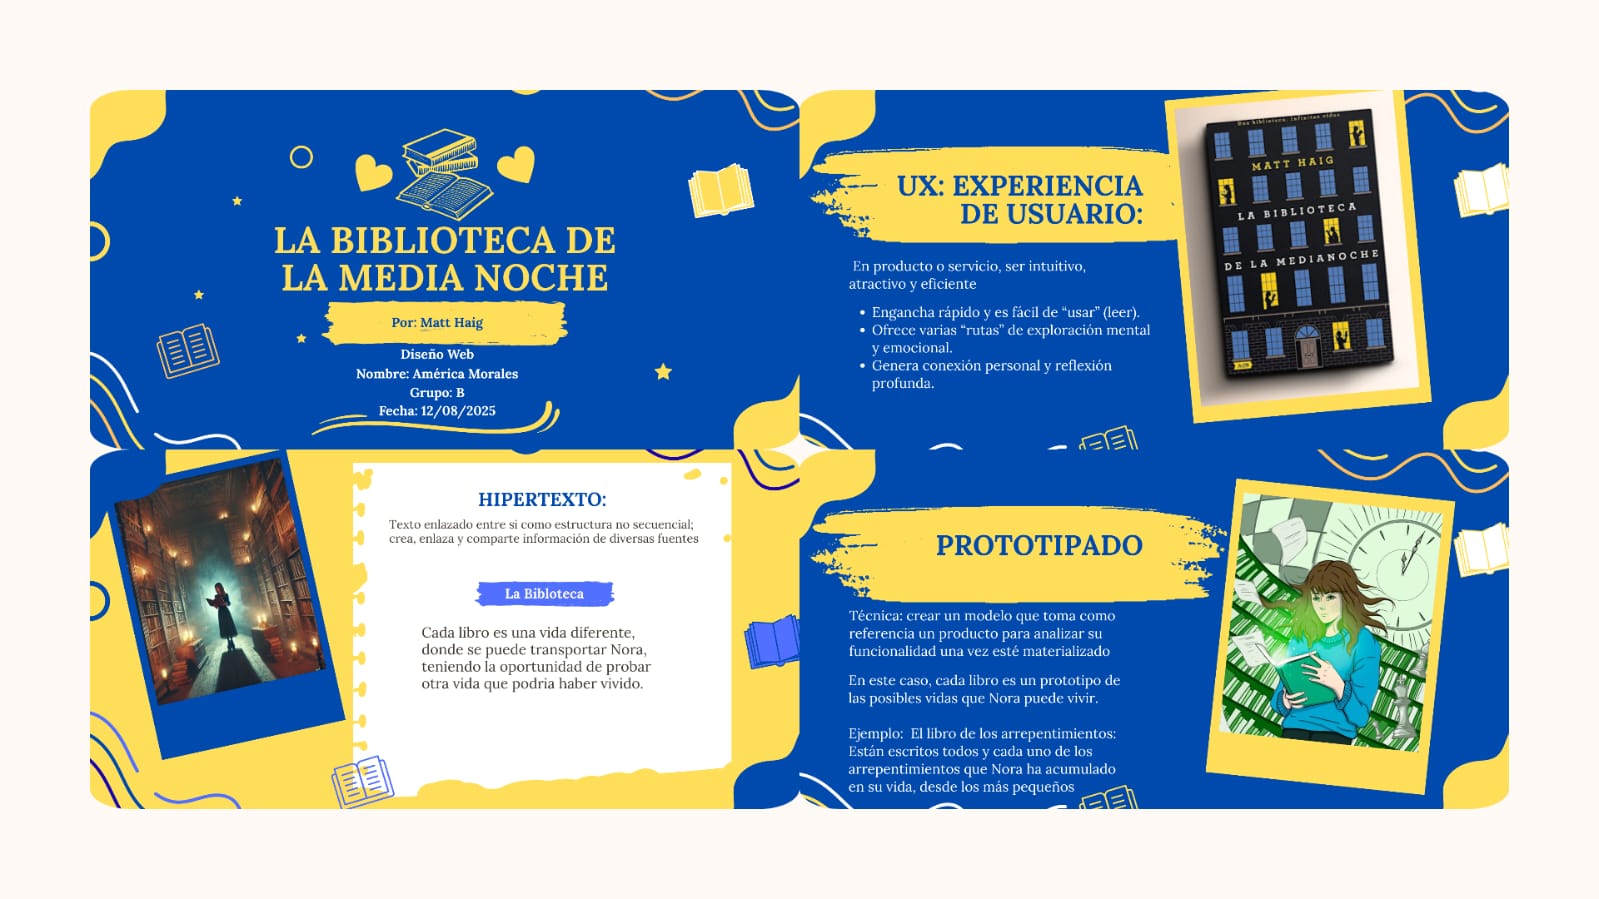 LA BIBLIOTECA DE
LA MEDIA NOCHE
Por: Matt Haig
Diseño Web
Nombre: América Morales
Grupo: B
Fecha: 12/08/2025
UX: EXPERIENCIA
DE USUARIO:
En producto o servicio, ser intuitivo,
atractivo y eficiente
• Engancha rápido y es fácil de “usar” (leer).
• Ofrece varias “rutas” de exploración mental
y emocional.
• Genera conexión personal y reflexión
profunda.
Una biblioteca. Infinitas vidas
MATT HAIG
LA BIBLIOTECA
DE LA MEDIANOCHE
HIPERTEXTO:
Texto enlazado entre si como estructura no secuencial;
crea, enlaza y comparte información de diversas fuentes
La Bibloteca
Cada libro es una vida diferente,
donde se puede transportar Nora,
teniendo la oportunidad de probar
otra vida que podria haber vivido.
PROTOTIPADO
Técnica: crear un modelo que toma como
referencia un producto para analizar su
funcionalidad una vez esté materializado
En este caso, cada libro es un prototipo de
las posibles vidas que Nora puede vivir.
Ejemplo:  El libro de los arrepentimientos:
Están escritos todos y cada uno de los
arrepentimientos que Nora ha acumulado
en su vida, desde los más pequeños